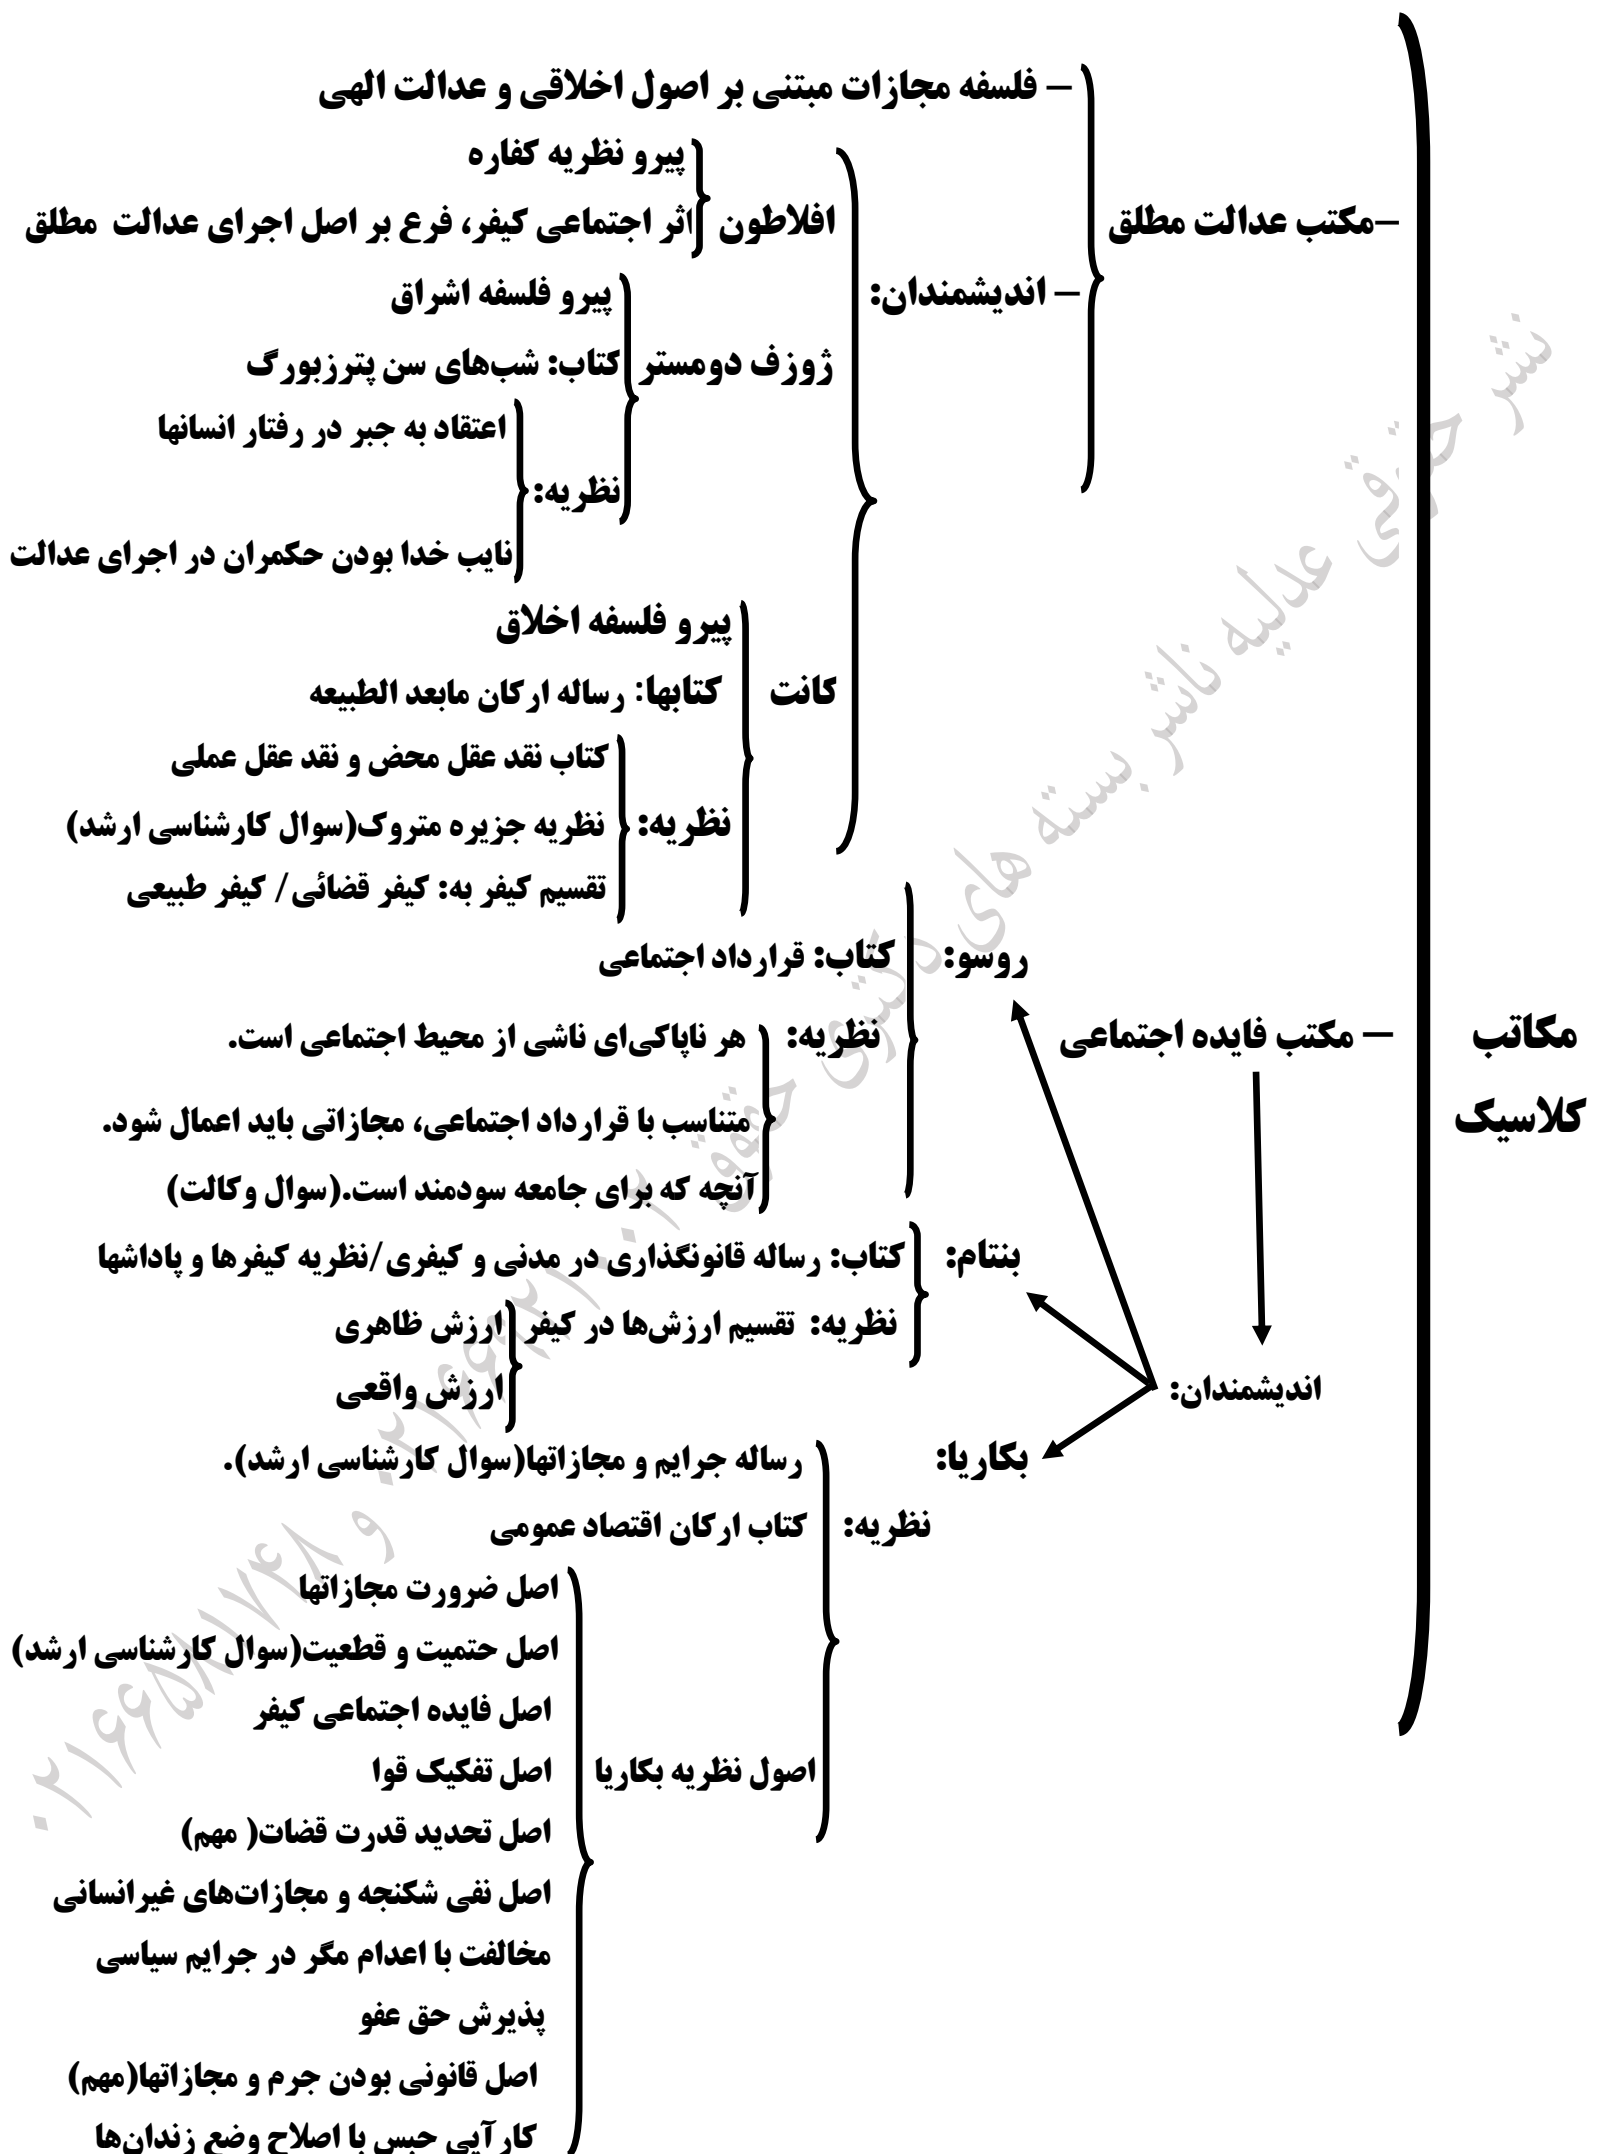 – فلسفه مجازات مبتنی بر اصول اخلاقی و عدالت الهی
پیرو نظریه کفاره
–مکتب عدالت مطلق
افلاطون
اثر اجتماعی کیفر، فرع بر اصل اجرای عدالت مطلق
– اندیشمندان:
پیرو فلسفه اشراق
ژوزف دومستر
کتاب: شب‌های سن پترزبورگ
اعتقاد به جبر در رفتار انسانها
نظریه:
نایب خدا بودن حکمران در اجرای عدالت
پیرو فلسفه اخلاق
کانت
کتابها: رساله ارکان مابعد الطبیعه
کتاب نقد عقل محض و نقد عقل عملی
نظریه:
نظریه جزیره متروک(سوال کارشناسی ارشد)
تقسیم کیفر به: کیفر قضائی/ کیفر طبیعی
روسو:
کتاب: قرارداد اجتماعی
مکاتب
کلاسیک
– مکتب فایده اجتماعی
نظریه:
هر ناپاکی‌ای ناشی از محیط اجتماعی است.
متناسب با قرارداد اجتماعی، مجازاتی باید اعمال شود.
آنچه که برای جامعه سودمند است.(سوال وکالت)
بنتام:
کتاب: رساله قانونگذاری در مدنی و کیفری/نظریه کیفرها و پاداشها
نظریه: تقسیم ارزش‌ها در کیفر
ارزش ظاهری
ارزش واقعی
اندیشمندان:
بکاریا:
رساله جرایم و مجازاتها(سوال کارشناسی ارشد).
نظریه:
کتاب ارکان اقتصاد عمومی
اصل ضرورت مجازاتها
اصل حتمیت و قطعیت(سوال کارشناسی ارشد)
اصل فایده اجتماعی کیفر
اصول نظریه بکاریا
اصل تفکیک قوا
اصل تحدید قدرت قضات( مهم)
اصل نفی شکنجه و مجازات‌های غیرانسانی
مخالفت با اعدام مگر در جرایم سیاسی
پذیرش حق عفو
اصل قانونی بودن جرم و مجازاتها(مهم)
کارآیی حبس با اصلاح وضع زندان‌ها
نشر حقوقی عدلیه ناشر بسته های دکتری حقوق
و ۰۲۱۶۶۵۸۱۷۴۸